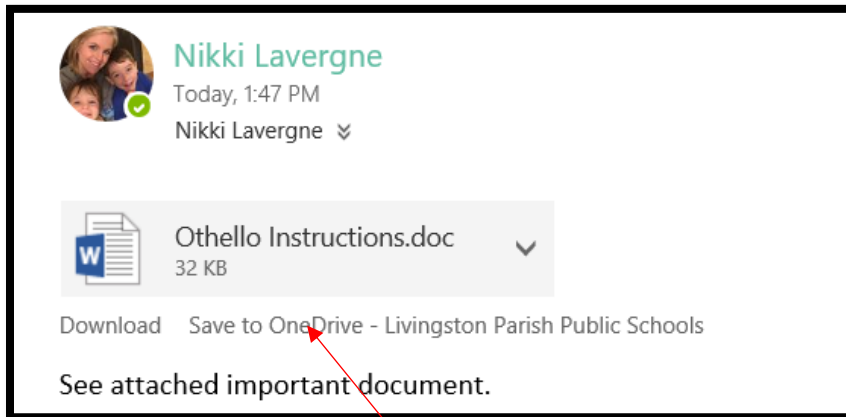 Nikki Lavergne
Today, 1:47 PM
Nikki Lavergne
W
Othello Instructions.doc
32 KB
Download Save to OneDrive - Livingston Parish Public Schools
See attached important document.